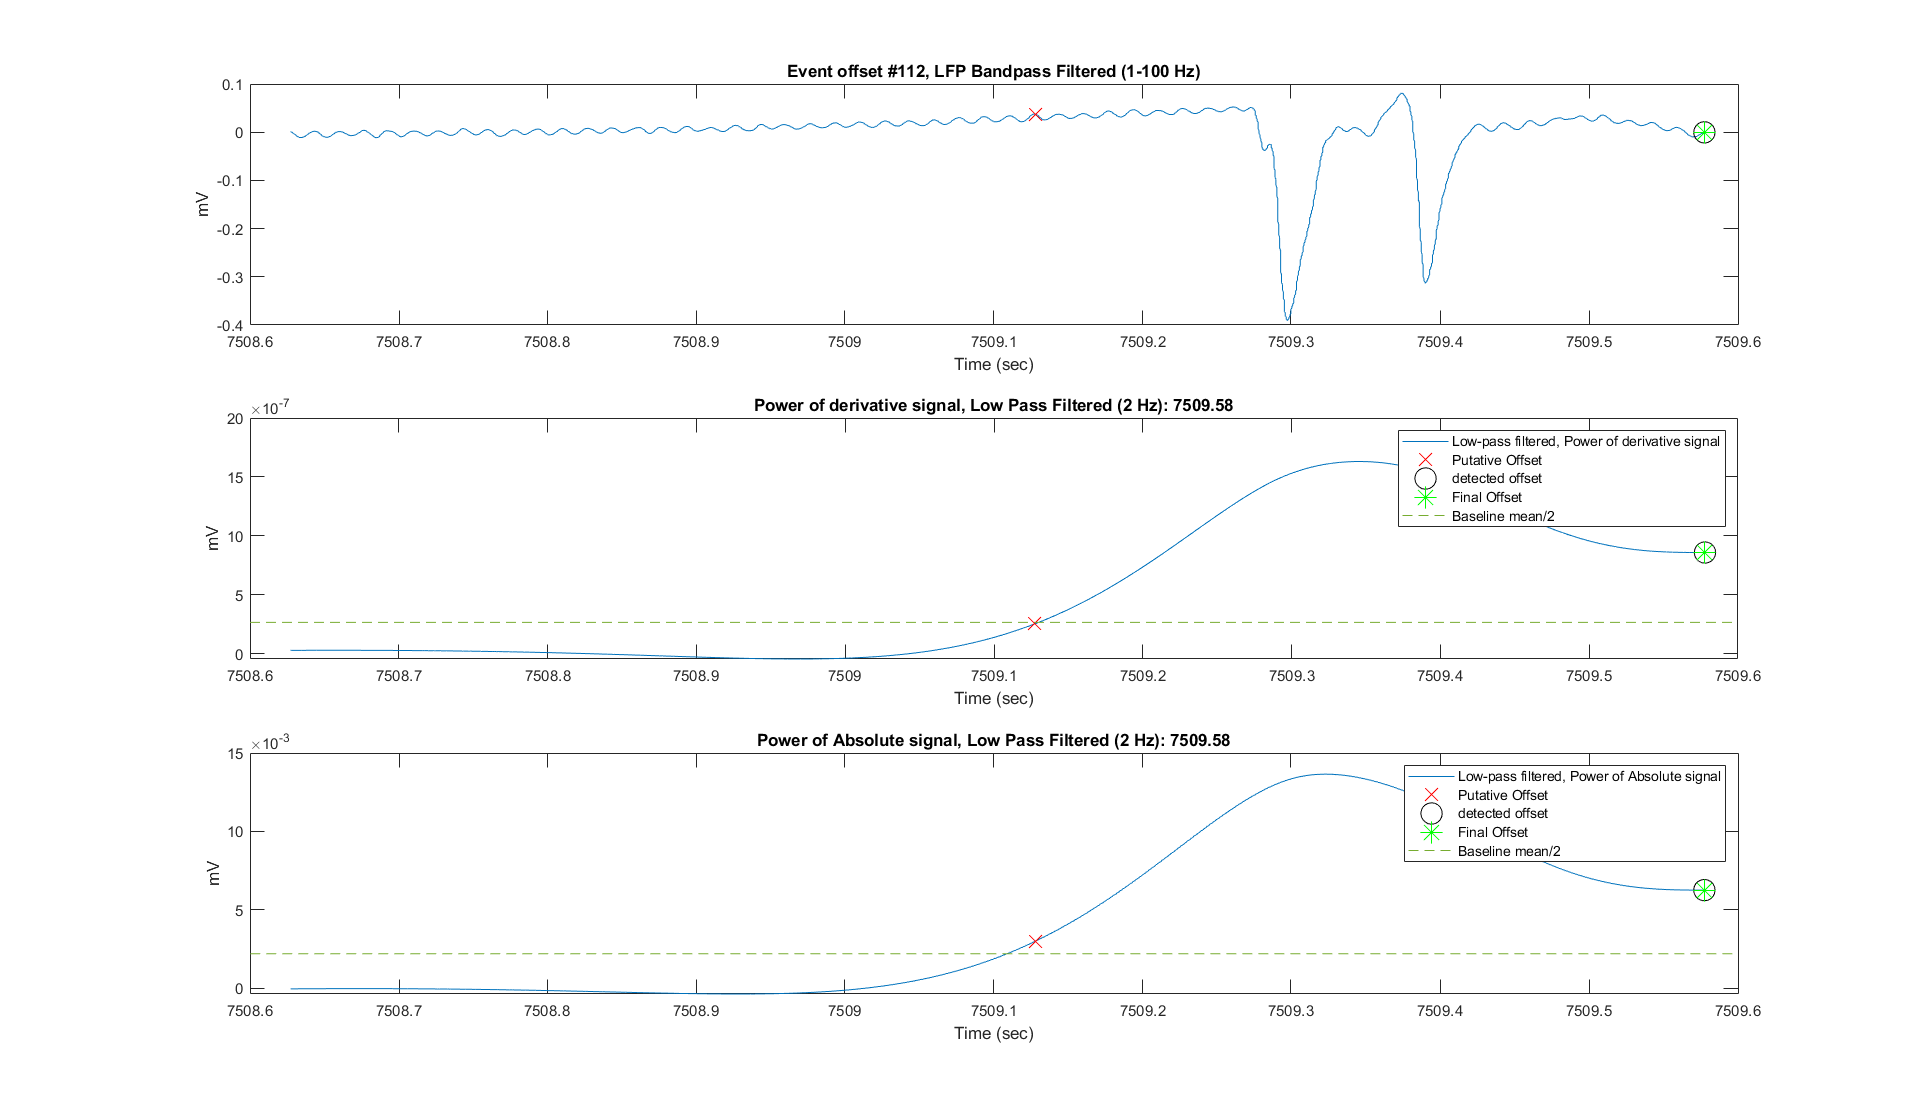 Event offset #112, LFP Bandpass Filtered (1-100 Hz)
0.1
0
-0.1
-0.2
-0.3
-0.4
mV
7508.6 7508.7 7508.8 7508.9 7509 7509.1 7509.2 7509.3 7509.4 7509.5 7509.6
Time (sec)
Power of derivative signal, Low Pass Filtered (2 Hz): 7509.58
×10-7
20
15
10
5
0
mV
Low-pass filtered, Power of derivative signal
Putative Offset
detected offset
Final Offset
Baseline mean/2
7508.6 7508.7 7508.8 7508.9 7509 7509.1 7509.2 7509.3 7509.4 7509.5 7509.6
Time (sec)
Power of Absolute signal, Low Pass Filtered (2 Hz): 7509.58
×10-3
15
10
5
0
mV
Low-pass filtered, Power of Absolute signal
Putative Offset
detected offset
Final Offset
Baseline mean/2
7508.6 7508.7 7508.8 7508.9 7509 7509.1 7509.2 7509.3 7509.4 7509.5 7509.6
Time (sec)